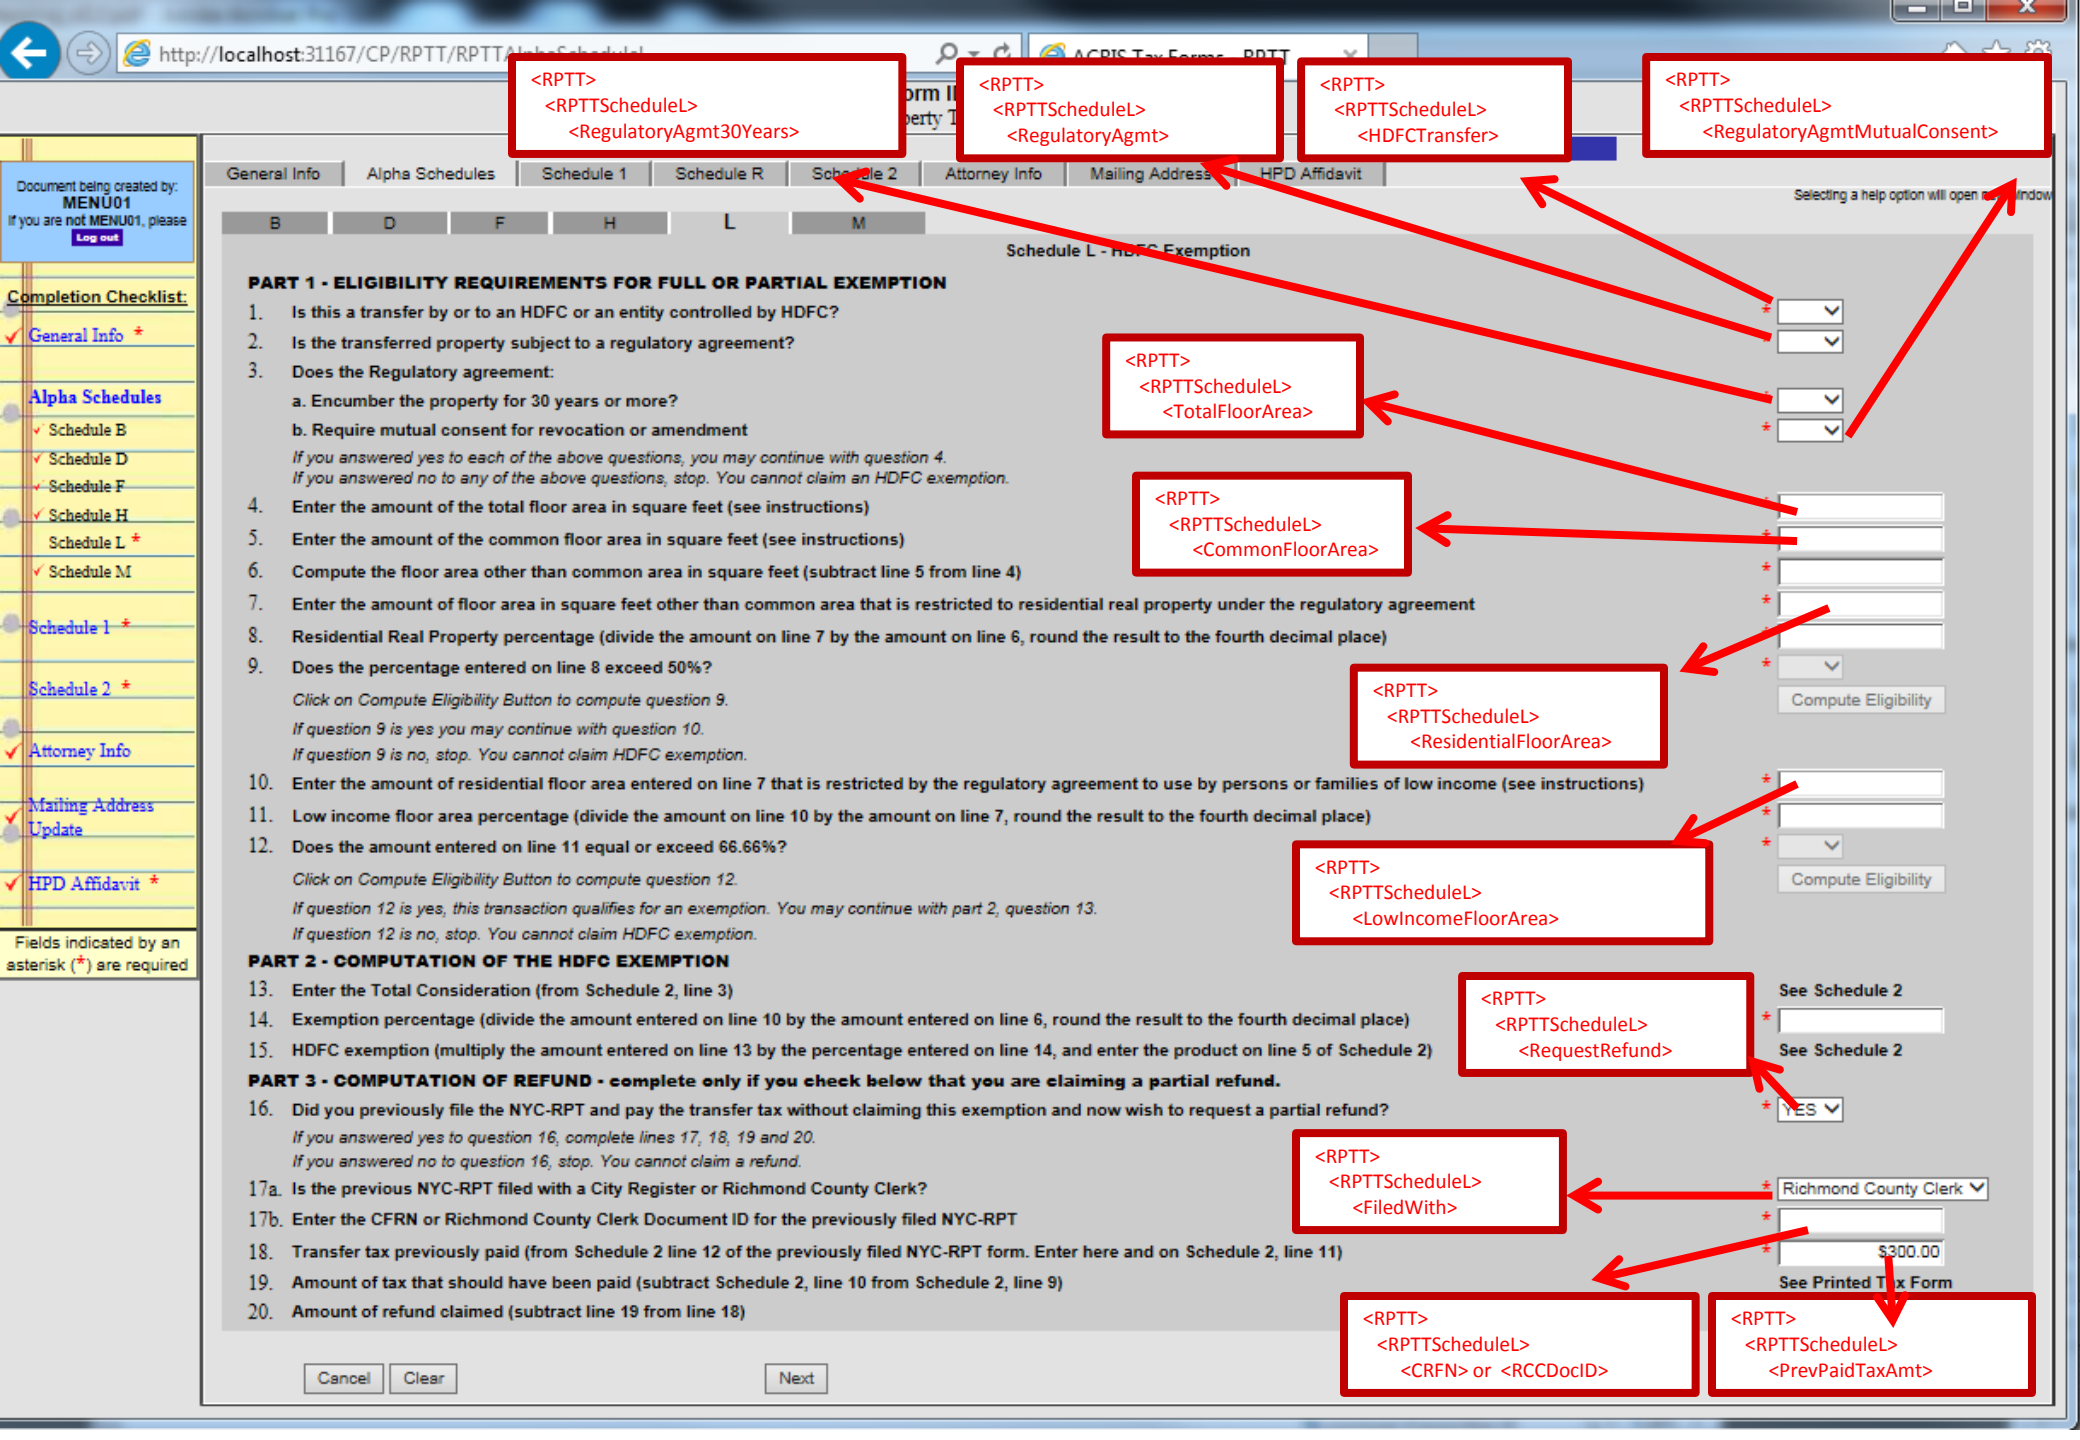 http://localhost:31167/CP/RPTT/RPTTAlphaScheduleL
ACRIS Tax Forms - RPTT
<RPTT>
<RPTTScheduleL>
<RegulatoryAgmt30Years>
<RPTT>
<RPTTScheduleL>
<RegulatoryAgmt>
<RPTT>
<RPTTScheduleL>
<HDFCTransfer>
<RPTT>
<RPTTScheduleL>
<RegulatoryAgmtMutualConsent>
General Info
Alpha Schedules
Schedule 1
Schedule R
Schedule 2
Attorney Info
Mailing Address
HPD Affidavit
Selecting a help option will open new window
Document being created by:
MENU01
If you are not MENU01, please
Log out
B D F H L M
Schedule L - HDFC Exemption
Completion Checklist:
General Info *
Alpha Schedules
Schedule B
Schedule D
Schedule F
Schedule H
Schedule L *
Schedule M
Schedule 1 *
Schedule 2 *
Attorney Info
Mailing Address
Update
HPD Affidavit *
Fields indicated by an
asterisk (*) are required
PART 1 - ELIGIBILITY REQUIREMENTS FOR FULL OR PARTIAL EXEMPTION
1. Is this a transfer by or to an HDFC or an entity controlled by HDFC? *
2. Is the transferred property subject to a regulatory agreement?
3. Does the Regulatory agreement:
a. Encumber the property for 30 years or more?
b. Require mutual consent for revocation or amendment *
If you answered yes to each of the above questions, you may continue with question 4.
If you answered no to any of the above questions, stop. You cannot claim an HDFC exemption.
<RPTT>
<RPTTScheduleL>
<TotalFloorArea>
4. Enter the amount of the total floor area in square feet (see instructions)
5. Enter the amount of the common floor area in square feet (see instructions) *
<RPTT>
<RPTTScheduleL>
<CommonFloorArea>
6. Compute the floor area other than common area in square feet (subtract line 5 from line 4) *
7. Enter the amount of floor area in square feet other than common area that is restricted to residential real property under the regulatory agreement *
8. Residential Real Property percentage (divide the amount on line 7 by the amount on line 6, round the result to the fourth decimal place)
9. Does the percentage entered on line 8 exceed 50%? *
Click on Compute Eligibility Button to compute question 9.
Compute Eligibility
If question 9 is yes you may continue with question 10.
If question 9 is no, stop. You cannot claim HDFC exemption.
<RPTT>
<RPTTScheduleL>
<ResidentialFloorArea>
10. Enter the amount of residential floor area entered on line 7 that is restricted by the regulatory agreement to use by persons or families of low income (see instructions) *
11. Low income floor area percentage (divide the amount on line 10 by the amount on line 7, round the result to the fourth decimal place) *
12. Does the amount entered on line 11 equal or exceed 66.66%? *
Click on Compute Eligibility Button to compute question 12.
Compute Eligibility
If question 12 is yes, this transaction qualifies for an exemption. You may continue with part 2, question 13.
If question 12 is no, stop. You cannot claim HDFC exemption.
<RPTT>
<RPTTScheduleL>
<LowIncomeFloorArea>
PART 2 - COMPUTATION OF THE HDFC EXEMPTION
13. Enter the Total Consideration (from Schedule 2, line 3) See Schedule 2
14. Exemption percentage (divide the amount entered on line 10 by the amount entered on line 6, round the result to the fourth decimal place) *
15. HDFC exemption (multiply the amount entered on line 13 by the percentage entered on line 14, and enter the product on line 5 of Schedule 2) See Schedule 2
<RPTT>
<RPTTScheduleL>
<RequestRefund>
PART 3 - COMPUTATION OF REFUND - complete only if you check below that you are claiming a partial refund.
16. Did you previously file the NYC-RPT and pay the transfer tax without claiming this exemption and now wish to request a partial refund? * YES
If you answered yes to question 16, complete lines 17, 18, 19 and 20.
If you answered no to question 16, stop. You cannot claim a refund.
<RPTT>
<RPTTScheduleL>
<FiledWith>
17a. Is the previous NYC-RPT filed with a City Register or Richmond County Clerk? * Richmond County Clerk
17b. Enter the CFRN or Richmond County Clerk Document ID for the previously filed NYC-RPT *
18. Transfer tax previously paid (from Schedule 2 line 12 of the previously filed NYC-RPT form. Enter here and on Schedule 2, line 11) * $300.00
19. Amount of tax that should have been paid (subtract Schedule 2, line 10 from Schedule 2, line 9) See Printed Tax Form
20. Amount of refund claimed (subtract line 19 from line 18)
<RPTT>
<RPTTScheduleL>
<CRFN> or <RCCDocID>
<RPTT>
<RPTTScheduleL>
<PrevPaidTaxAmt>
Cancel
Clear
Next